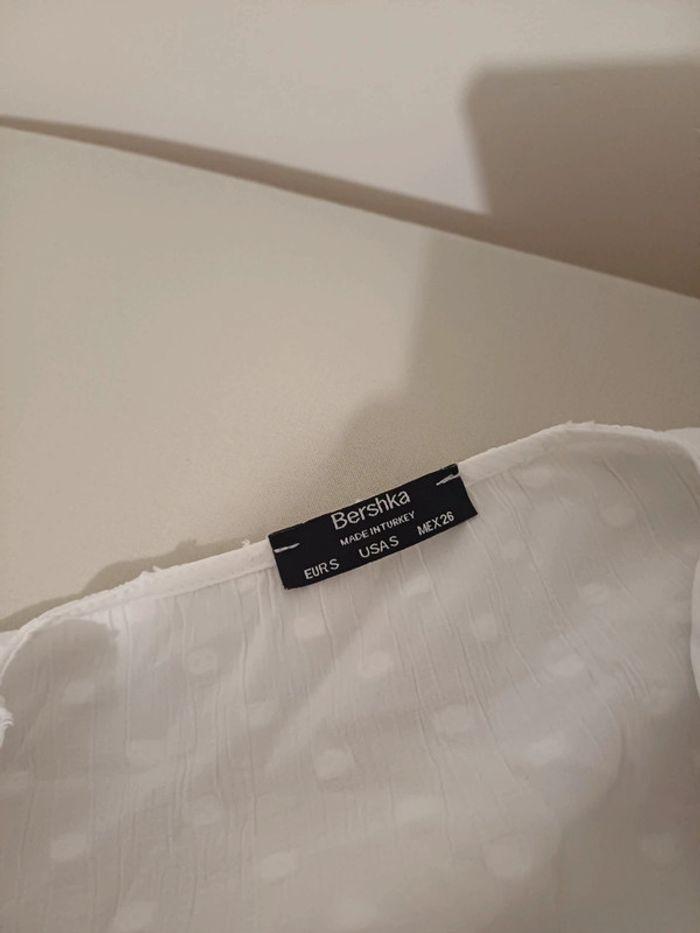 Bershka
MADE IN TURKEY
EUR S USA S MEX 26